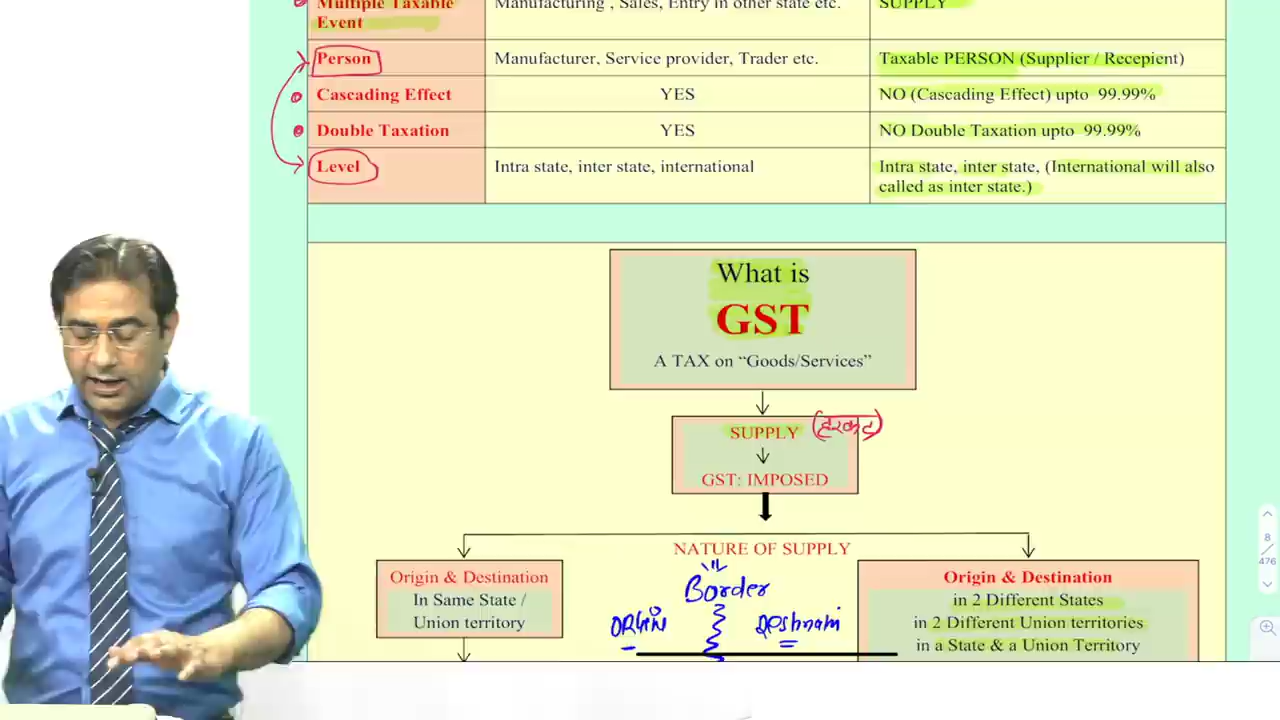 Multiple Taxable
Event
Manufacturing , Sales, Entry in other state etc.
SUPPLY
Person
Manufacturer, Service provider, Trader etc.
Taxable PERSON (Supplier / Recepient)
Cascading Effect
YES
NO (Cascading Effect) upto 99.99%
Double Taxation
YES
NO Double Taxation upto 99.99%
Level
Intra state, inter state, international
Intra state, inter state, (International will also
called as inter state.)
What is
GST
A TAX on “Goods/Services”
SUPPLY
GST: IMPOSED
NATURE OF SUPPLY
Origin & Destination
In Same State /
Union territory
Border
Origin & Destination
in 2 Different States
in 2 Different Union territories
in a State & a Union Territory
8
476